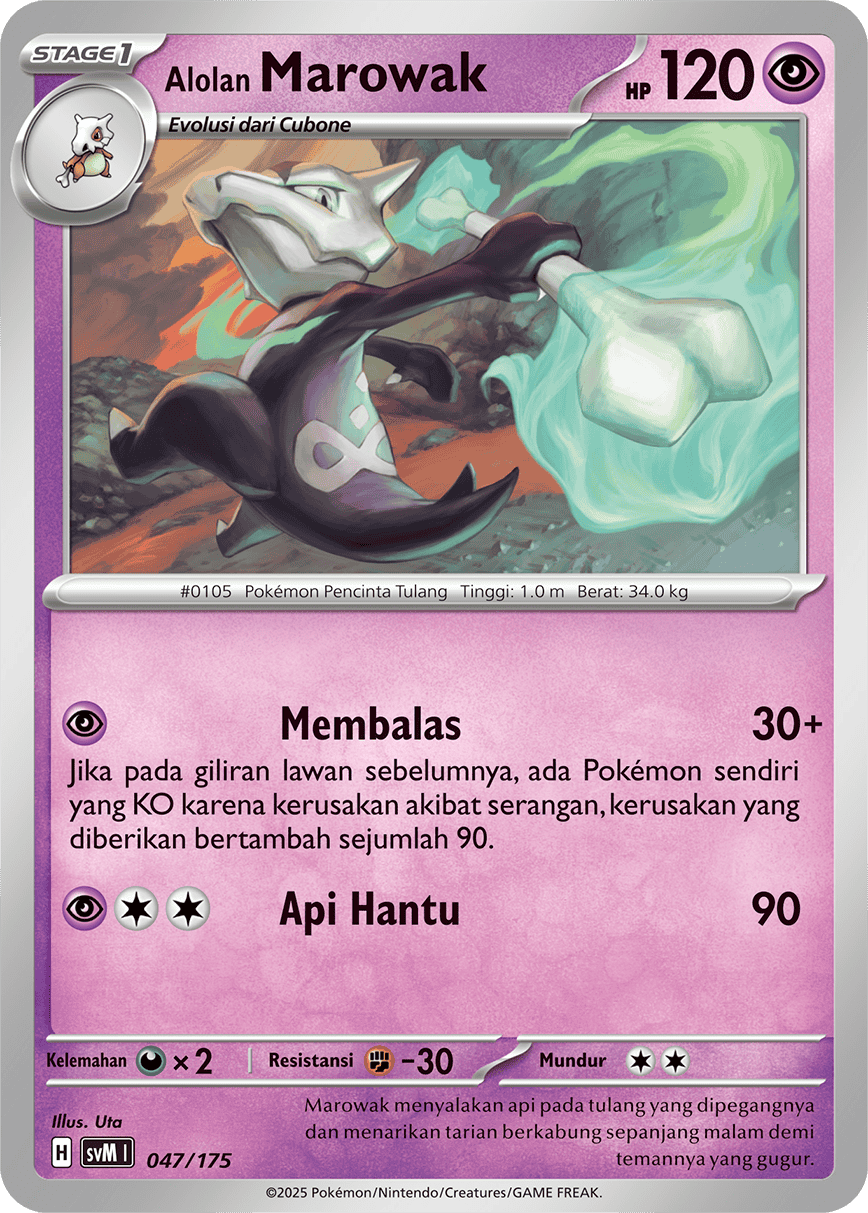 STAGE 1
Alolan Marowak HP 120
Evolusi dari Cubone
#0105 Pokémon Pencinta Tulang Tinggi: 1.0 m Berat: 34.0 kg
Membalas 30+
Jika pada giliran lawan sebelumnya, ada Pokémon sendiri
yang KO karena kerusakan akibat serangan, kerusakan yang
diberikan bertambah sejumlah 90.
Api Hantu 90
Kelemahan ×2 Resistansi -30 Mundur
Illus. Uta
H svM I 047/175
Marowak menyalakan api pada tulang yang dipegangnya
dan menarikan tarian berkabung sepanjang malam demi
temannya yang gugur.
©2025 Pokémon/Nintendo/Creatures/GAME FREAK.